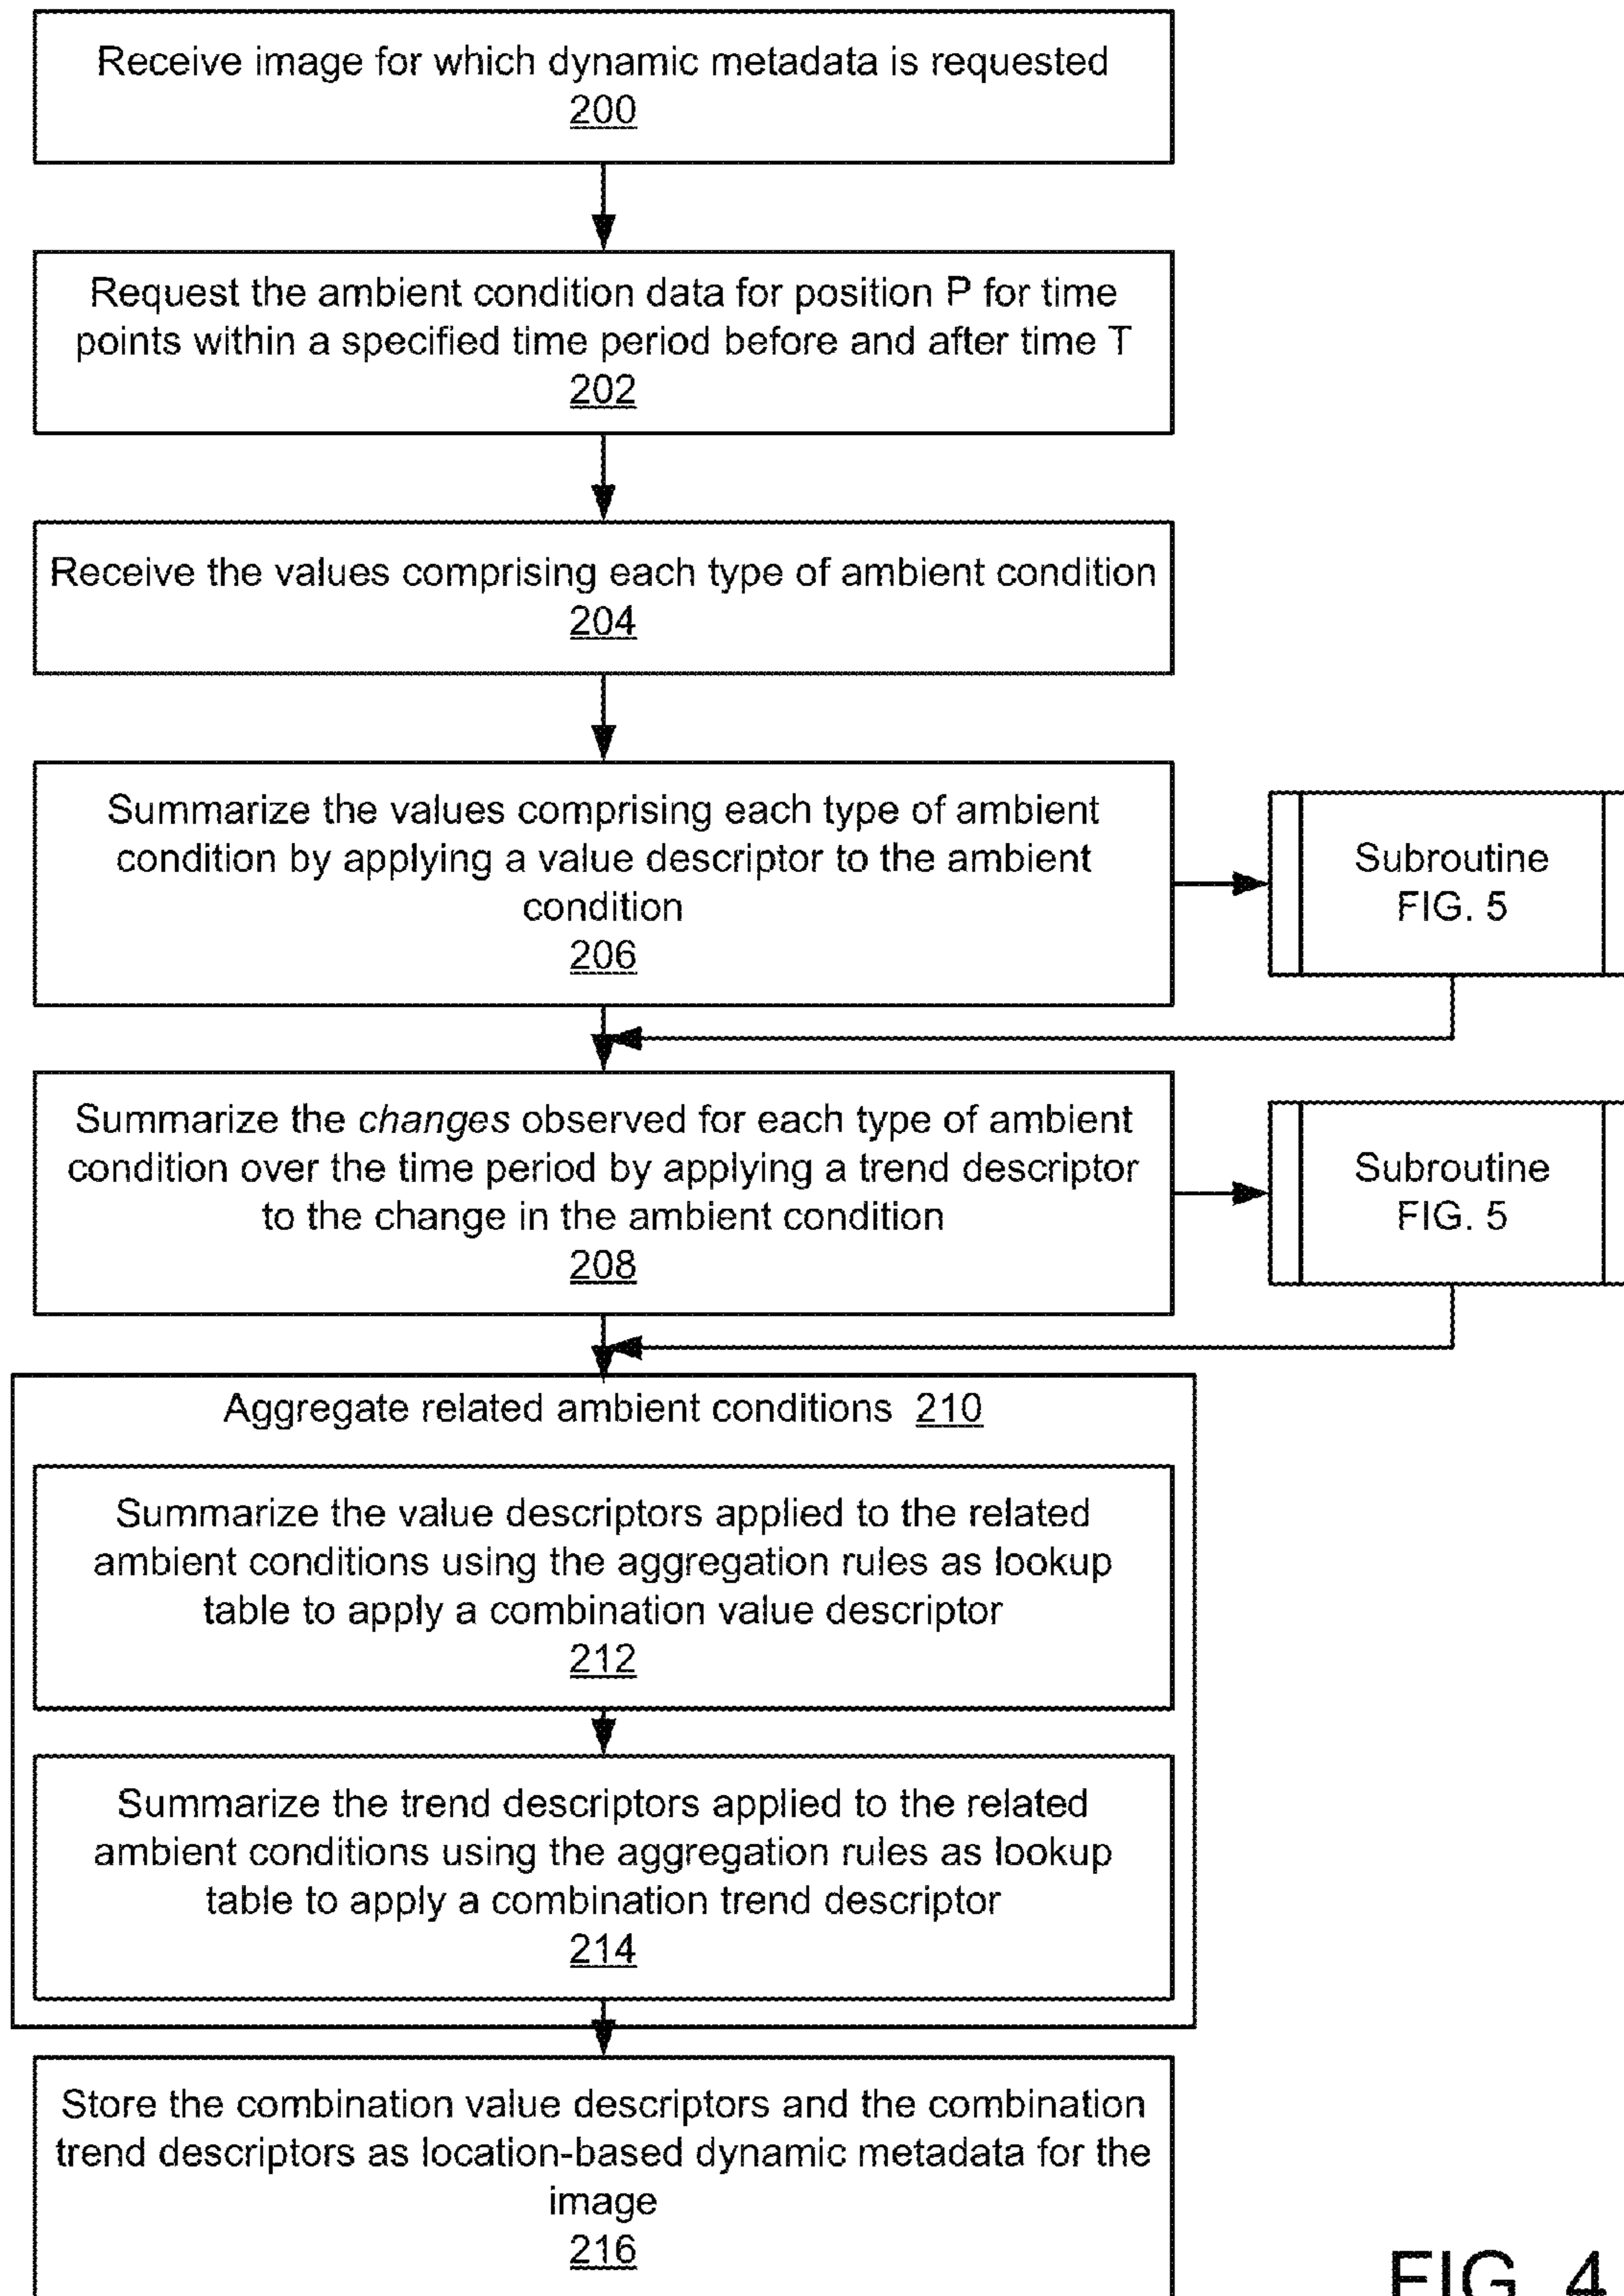 Receive image for which dynamic metadata is requested
200
Request the ambient condition data for position P for time
points within a specified time period before and after time T
202
Receive the values comprising each type of ambient condition
204
Summarize the values comprising each type of ambient
condition by applying a value descriptor to the ambient
condition
206
Subroutine
FIG. 5
Summarize the changes observed for each type of ambient
condition over the time period by applying a trend descriptor
to the change in the ambient condition
208
Subroutine
FIG. 5
Aggregate related ambient conditions 210
Summarize the value descriptors applied to the related
ambient conditions using the aggregation rules as lookup
table to apply a combination value descriptor
212
Summarize the trend descriptors applied to the related
ambient conditions using the aggregation rules as lookup
table to apply a combination trend descriptor
214
Store the combination value descriptors and the combination
trend descriptors as location-based dynamic metadata for the
image
216
FIG. 4